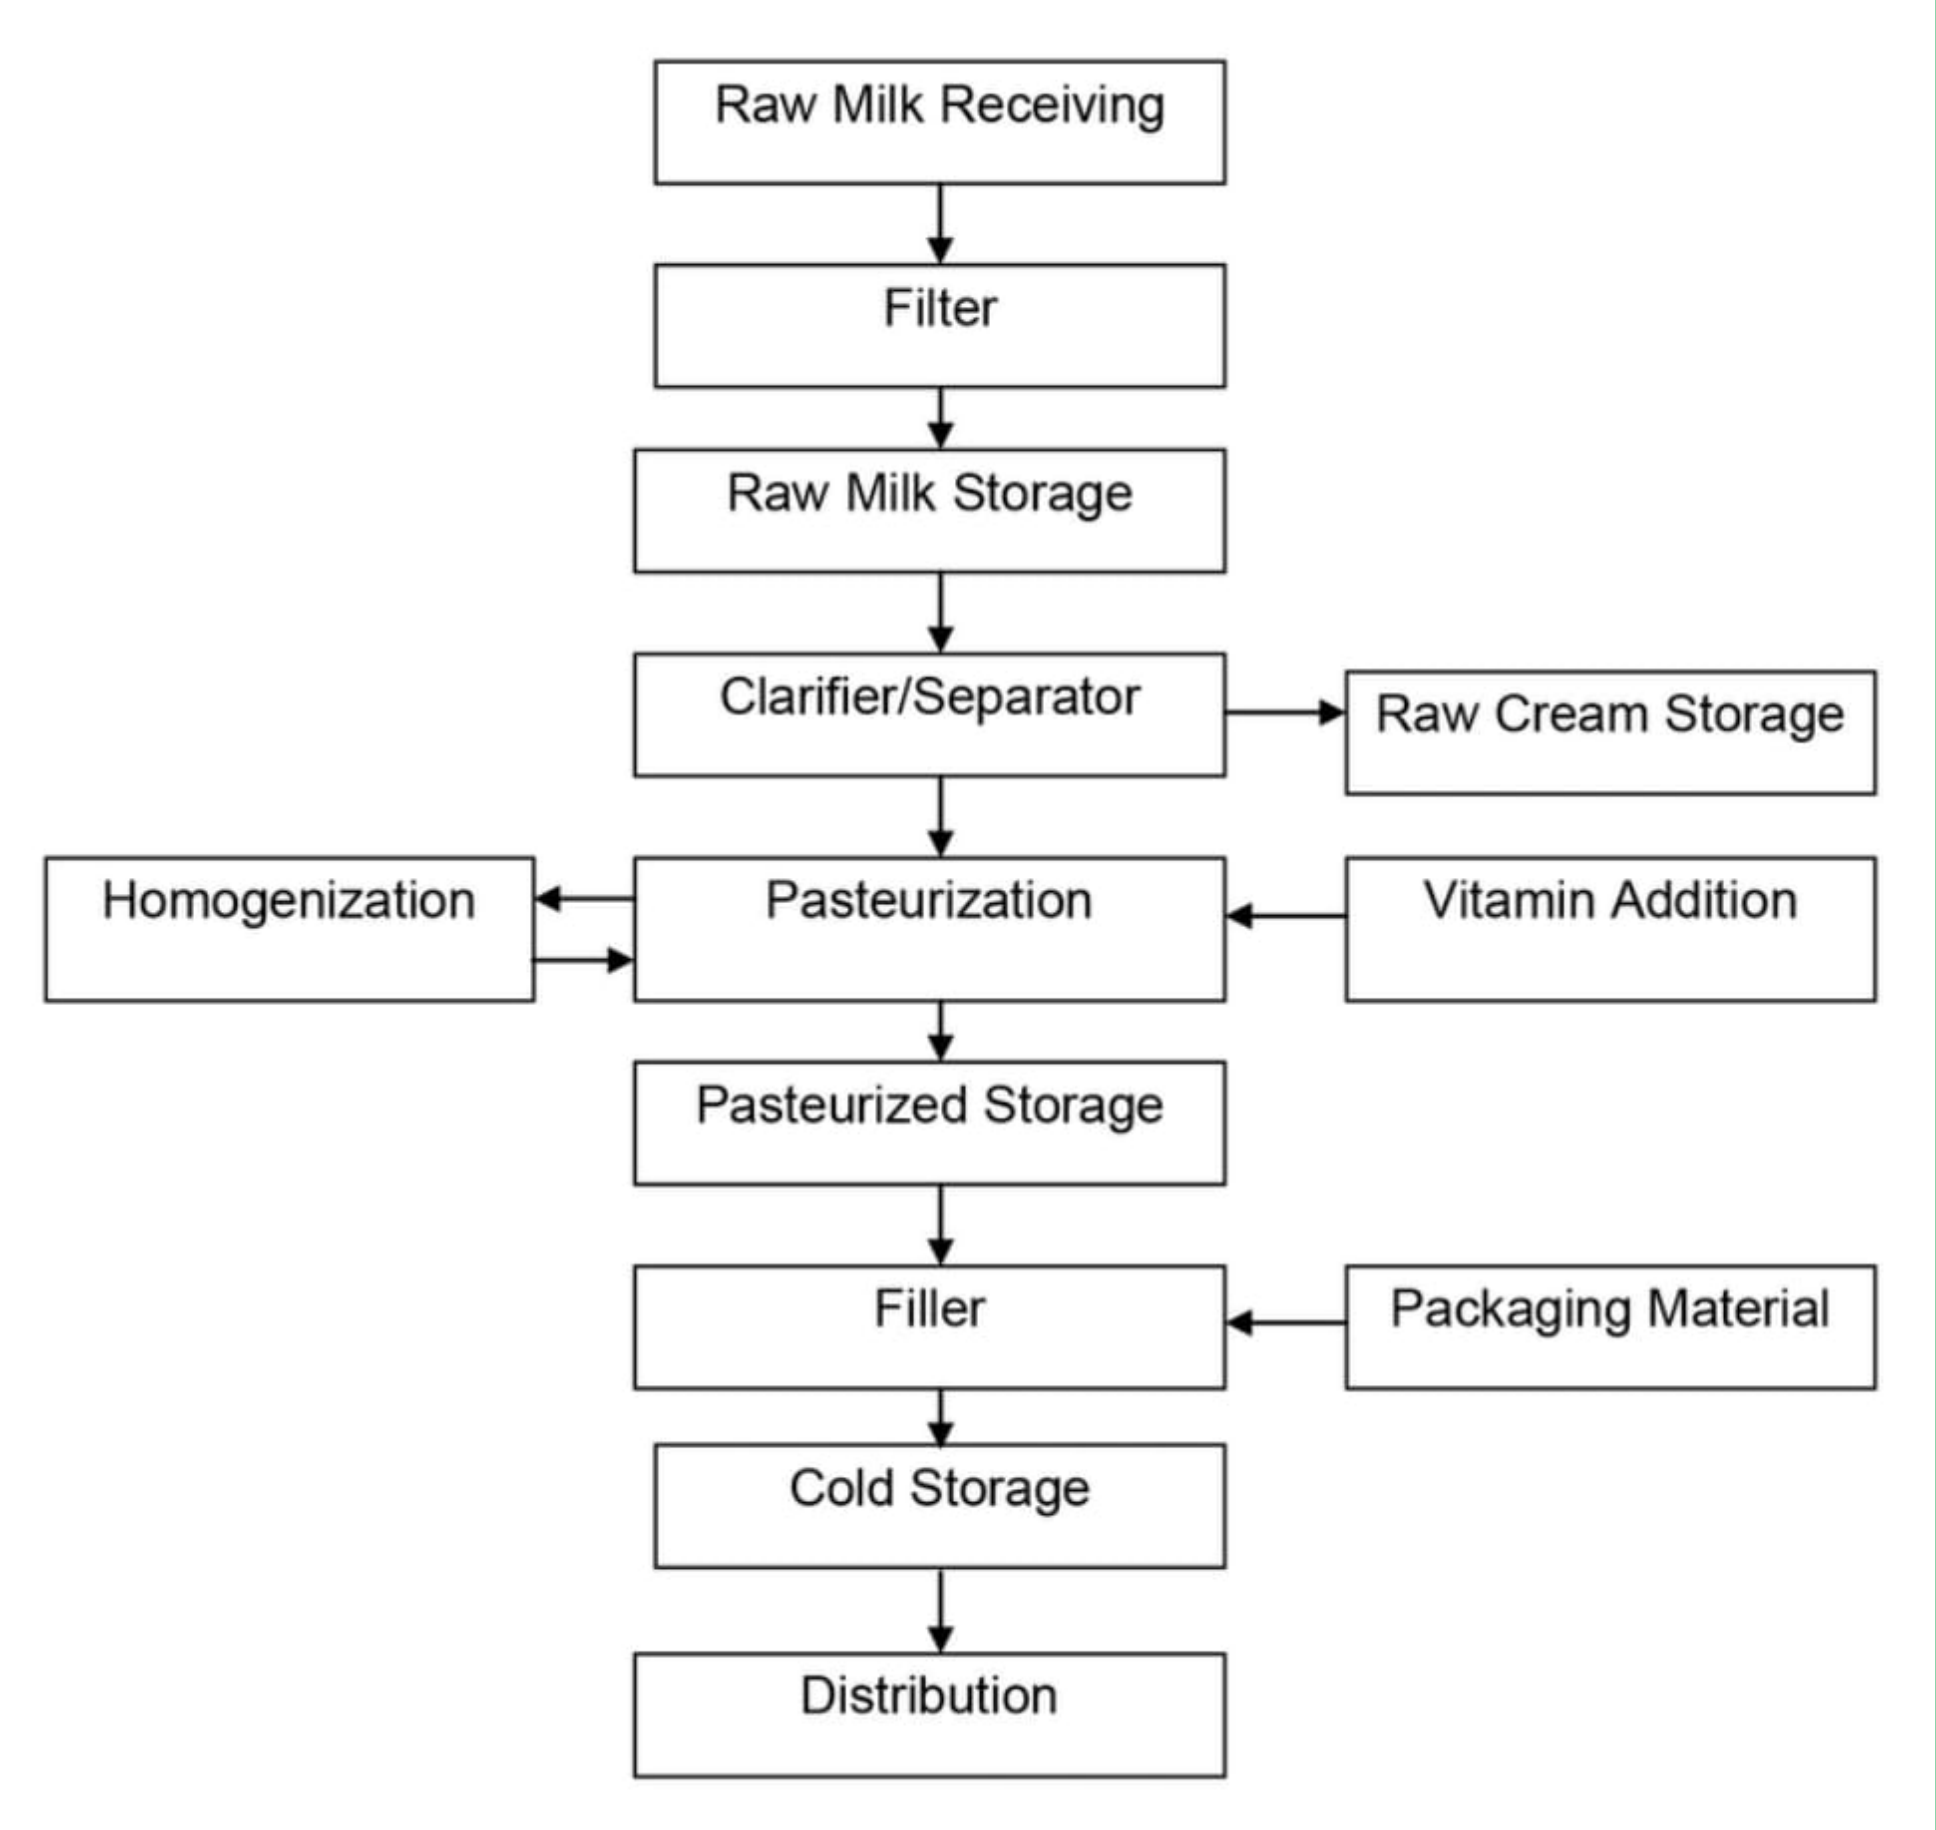 Raw Milk Receiving
Filter
Raw Milk Storage
Clarifier/Separator
Raw Cream Storage
Homogenization
Pasteurization
Vitamin Addition
Pasteurized Storage
Filler
Packaging Material
Cold Storage
Distribution